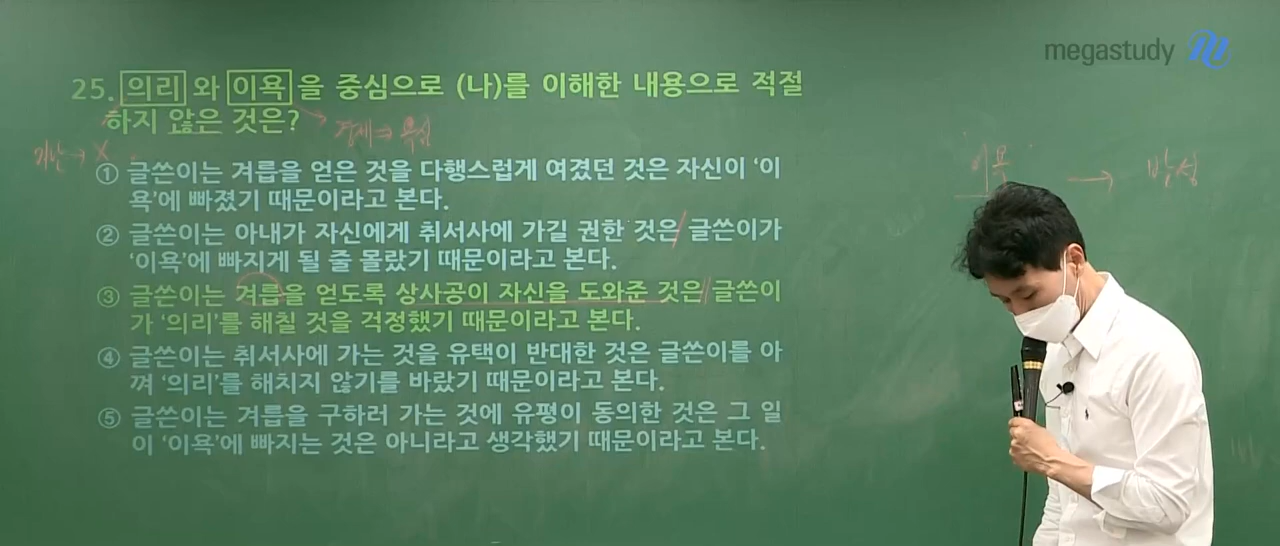 megastudy
25. 의리 와 이욕 을 중심으로 (나)를 이해한 내용으로 적절
하지 않은 것은?
① 글쓴이는 겨릅을 얻은 것을 다행스럽게 여겼던 것은 자신이 ‘이
욕’에 빠졌기 때문이라고 본다.
② 글쓴이는 아내가 자신에게 취서사에 가길 권한 것은 글쓴이가
‘이욕’에 빠지게 될 줄 몰랐기 때문이라고 본다.
③ 글쓴이는 겨릅을 얻도록 상사공이 자신을 도와준 것은 글쓴이
가 ‘의리’를 해칠 것을 걱정했기 때문이라고 본다.
④ 글쓴이는 취서사에 가는 것을 유택이 반대한 것은 글쓴이를 아
껴 ‘의리’를 해치지 않기를 바랐기 때문이라고 본다.
⑤ 글쓴이는 겨릅을 구하러 가는 것에 유평이 동의한 것은 그 일
이 ‘이욕’에 빠지는 것은 아니라고 생각했기 때문이라고 본다.
이욕 → 반성